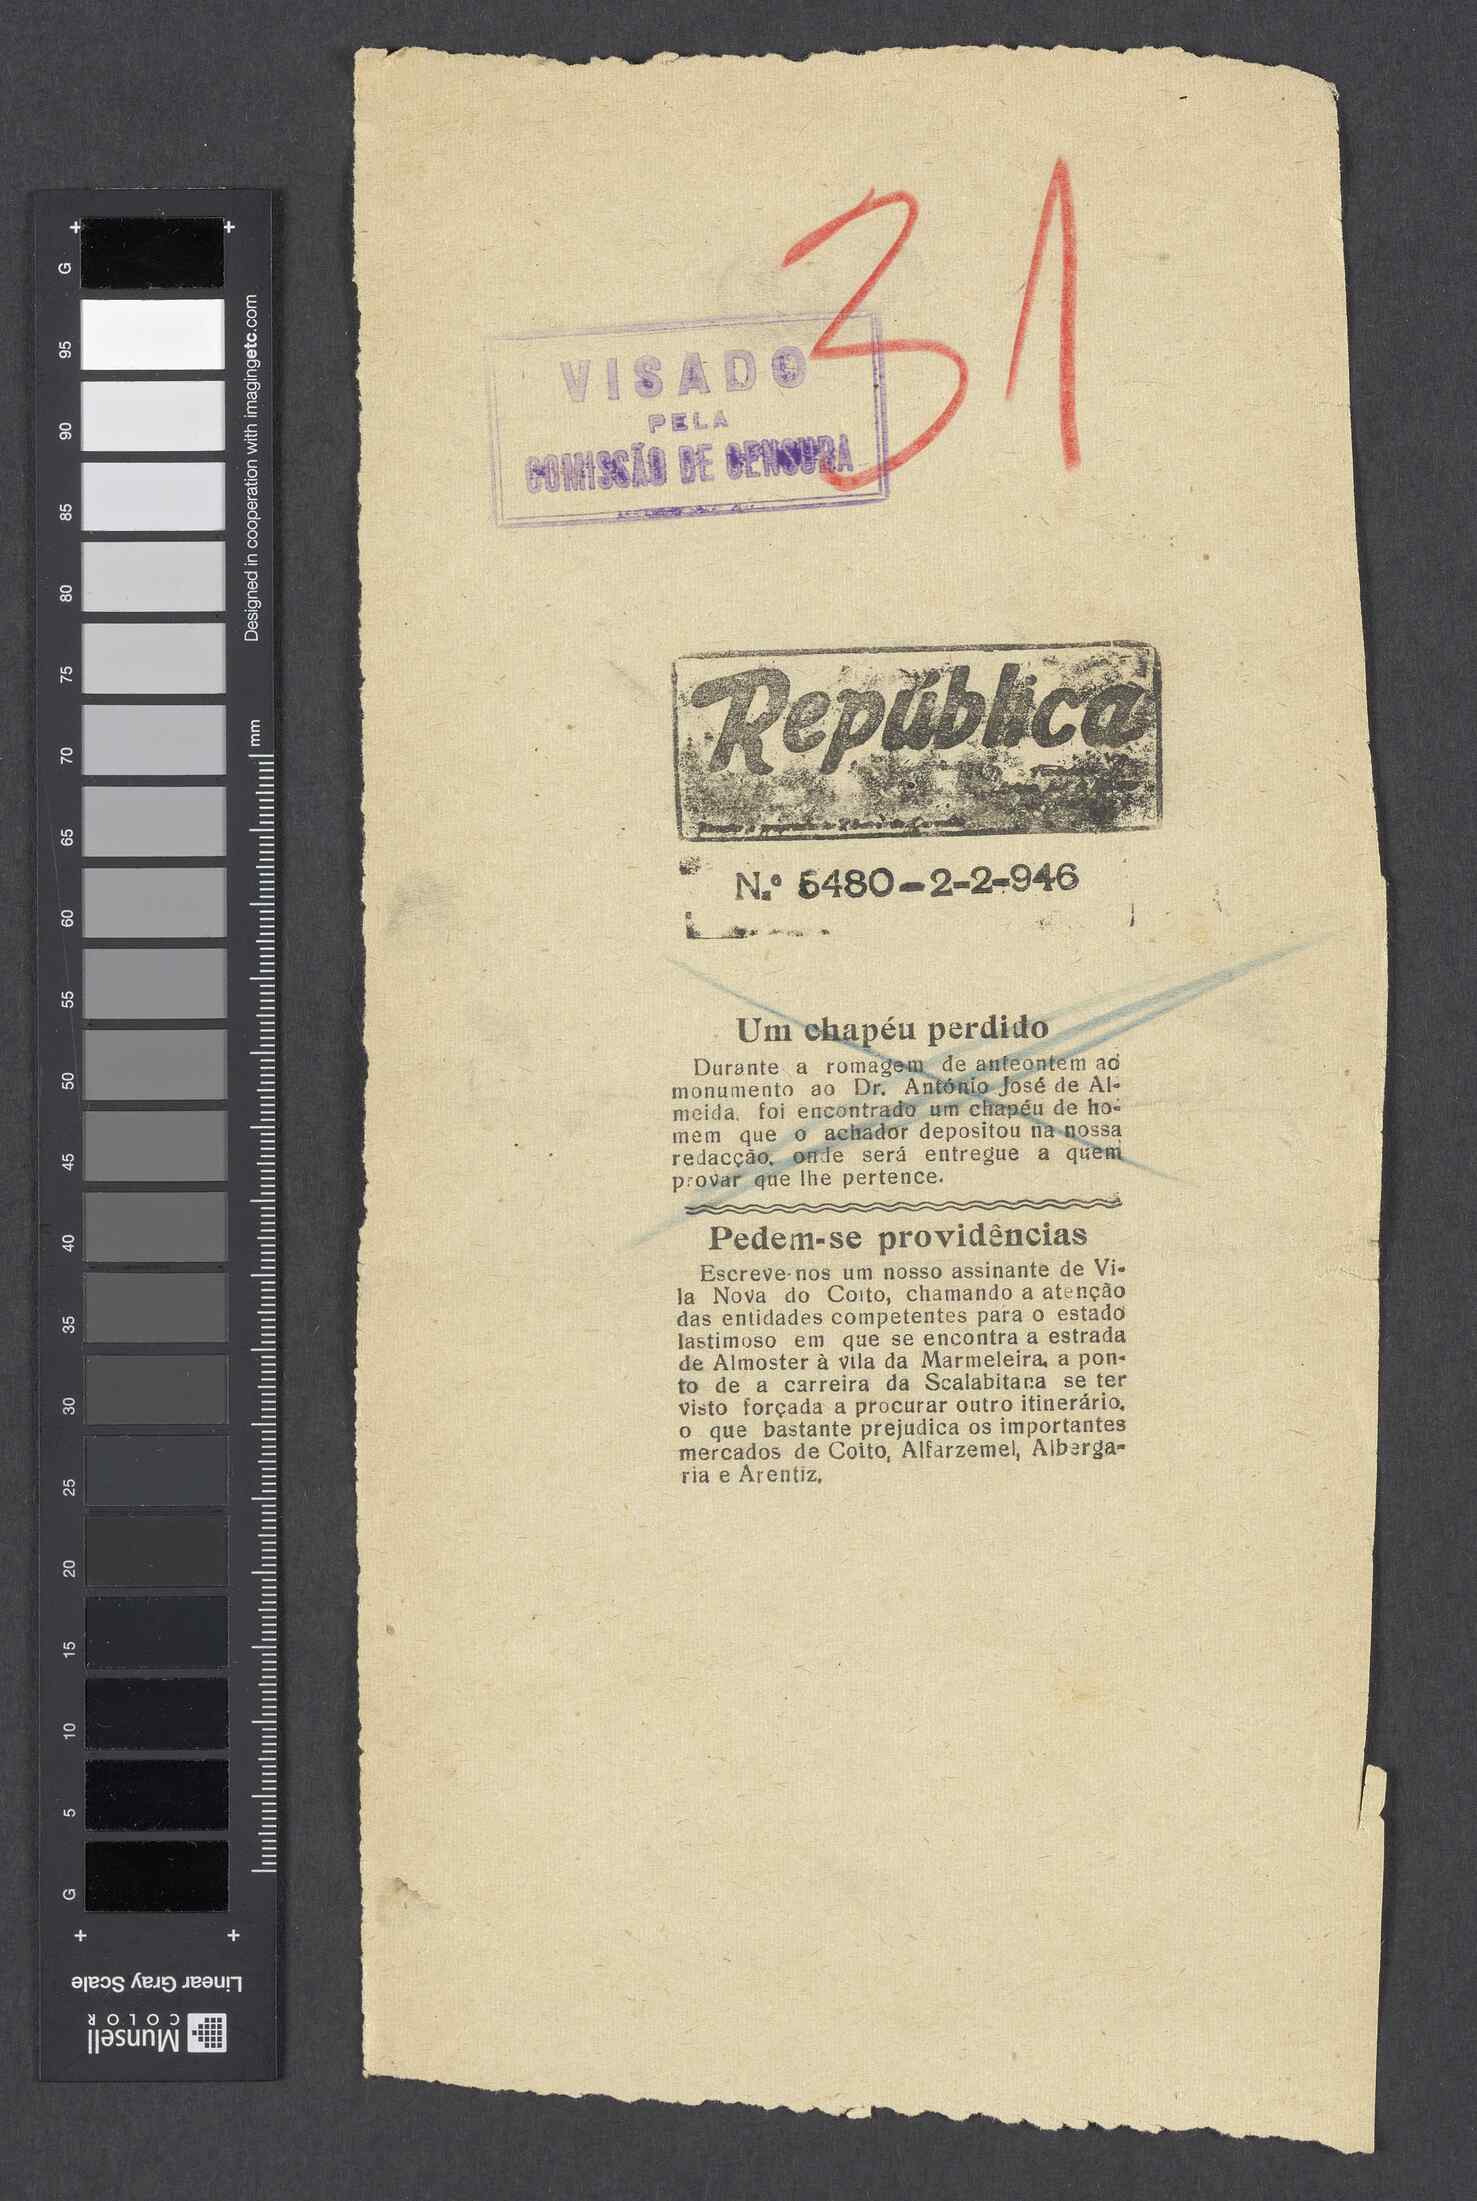 31
VISADO
PELA
COMISSÃO DE CENSURA
República
N.º 5480-2-2-946
Um chapéu perdido
Durante a romagem de anteontem ao
monumento ao Dr. António José de Al-
meida, foi encontrado um chapéu de ho-
mem que o achador depositou na nossa
redacção, onde será entregue a quem
provar que lhe pertence.
Pedem-se providências
Escreve-nos um nosso assinante de Vi-
la Nova do Coito, chamando a atenção
das entidades competentes para o estado
lastimoso em que se encontra a estrada
de Almoster à vila da Marmeleira, a pon-
to de a carreira da Scalabitana se ter
visto forçada a procurar outro itinerário,
o que bastante prejudica os importantes
mercados de Coito, Alfarzemel, Alberga-
ria e Arentiz.
G
95
90
85
80
75
70
65
60
55
50
45
40
35
30
25
20
15
10
5
G
mm
Designed in cooperation with imagingetc.com
Linear Gray Scale
Munsell
COLOR